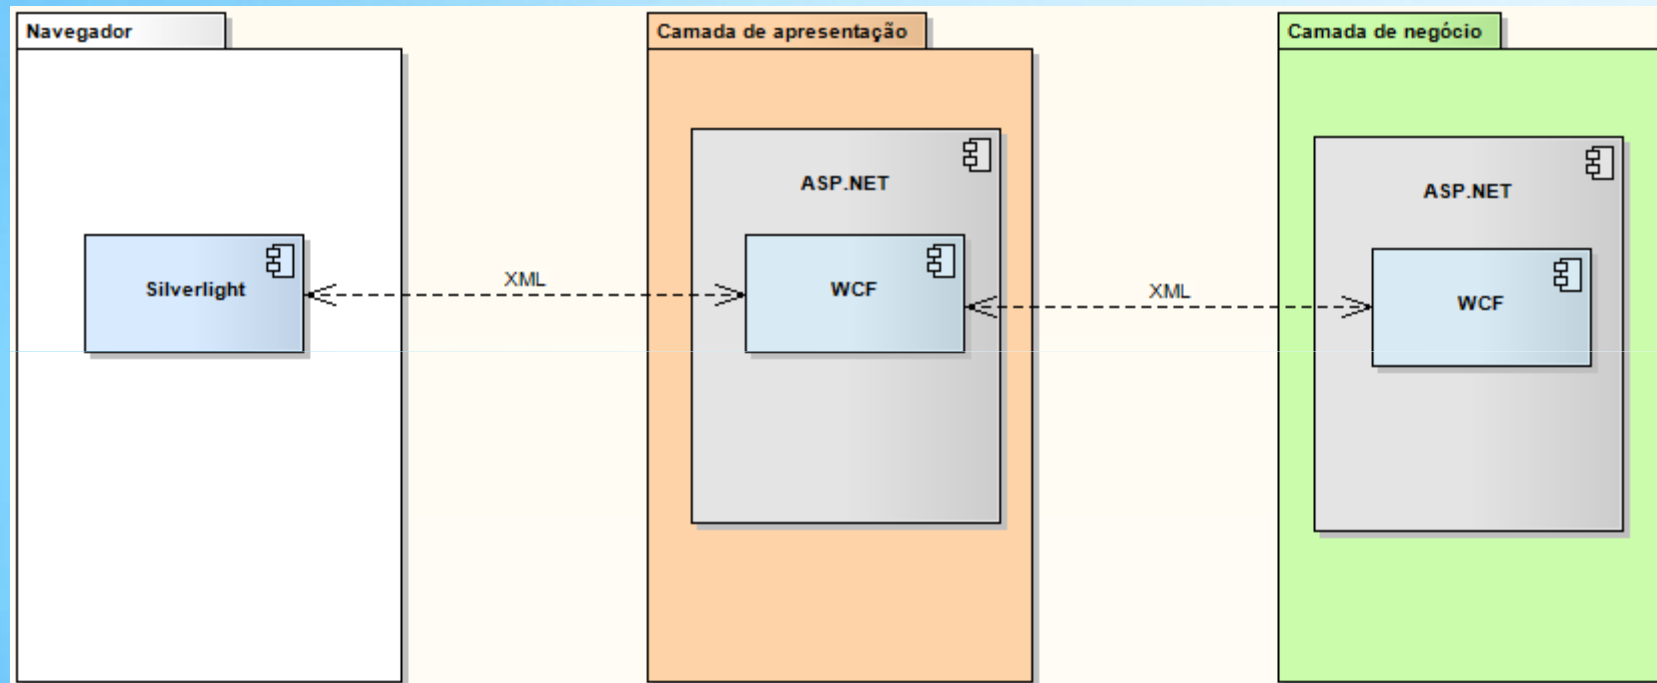 Navegador
Camada de apresentação
Camada de negócio
ASP.NET
ASP.NET
Silverlight
XML
WCF
XML
WCF